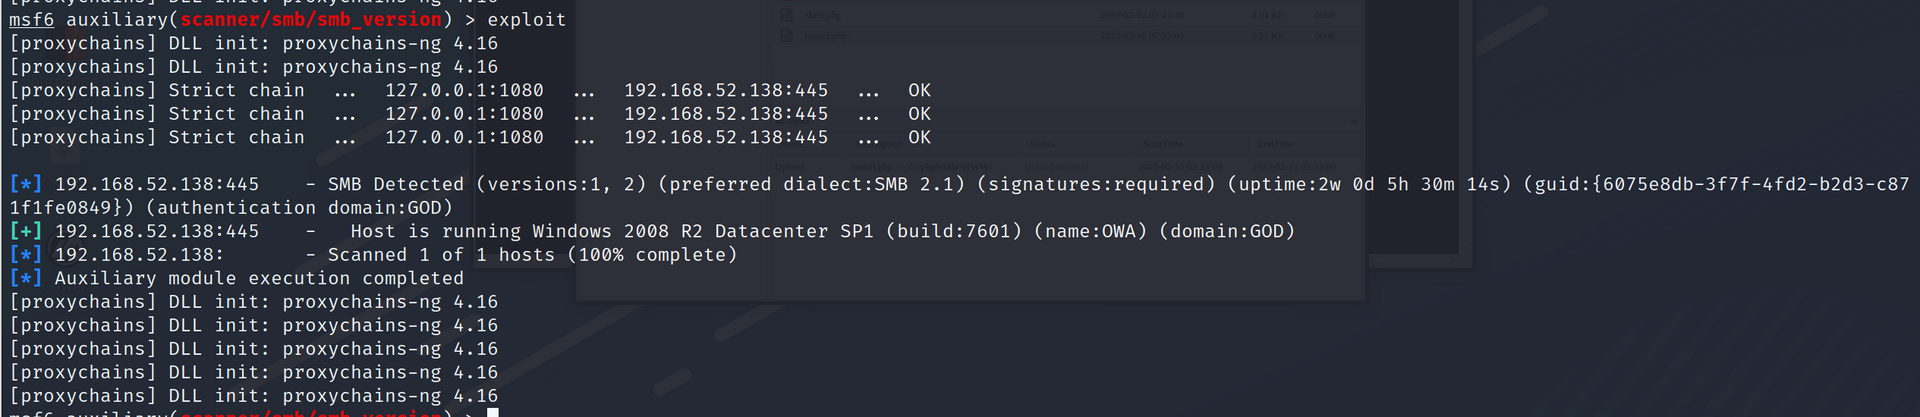 msf6 auxiliary(scanner/smb/smb_version) > exploit
[proxychains] DLL init: proxychains-ng 4.16
[proxychains] DLL init: proxychains-ng 4.16
[proxychains] Strict chain  ...  127.0.0.1:1080  ...  192.168.52.138:445  ...  OK
[proxychains] Strict chain  ...  127.0.0.1:1080  ...  192.168.52.138:445  ...  OK
[proxychains] Strict chain  ...  127.0.0.1:1080  ...  192.168.52.138:445  ...  OK
[*] 192.168.52.138:445    - SMB Detected (versions:1, 2) (preferred dialect:SMB 2.1) (signatures:required) (uptime:2w 0d 5h 30m 14s) (guid:{6075e8db-3f7f-4fd2-b2d3-c87
1f1fe0849}) (authentication domain:GOD)
[+] 192.168.52.138:445    -   Host is running Windows 2008 R2 Datacenter SP1 (build:7601) (name:OWA) (domain:GOD)
[*] 192.168.52.138:       - Scanned 1 of 1 hosts (100% complete)
[*] Auxiliary module execution completed
[proxychains] DLL init: proxychains-ng 4.16
[proxychains] DLL init: proxychains-ng 4.16
[proxychains] DLL init: proxychains-ng 4.16
[proxychains] DLL init: proxychains-ng 4.16
[proxychains] DLL init: proxychains-ng 4.16
msf6 auxiliary(scanner/smb/smb_version) >